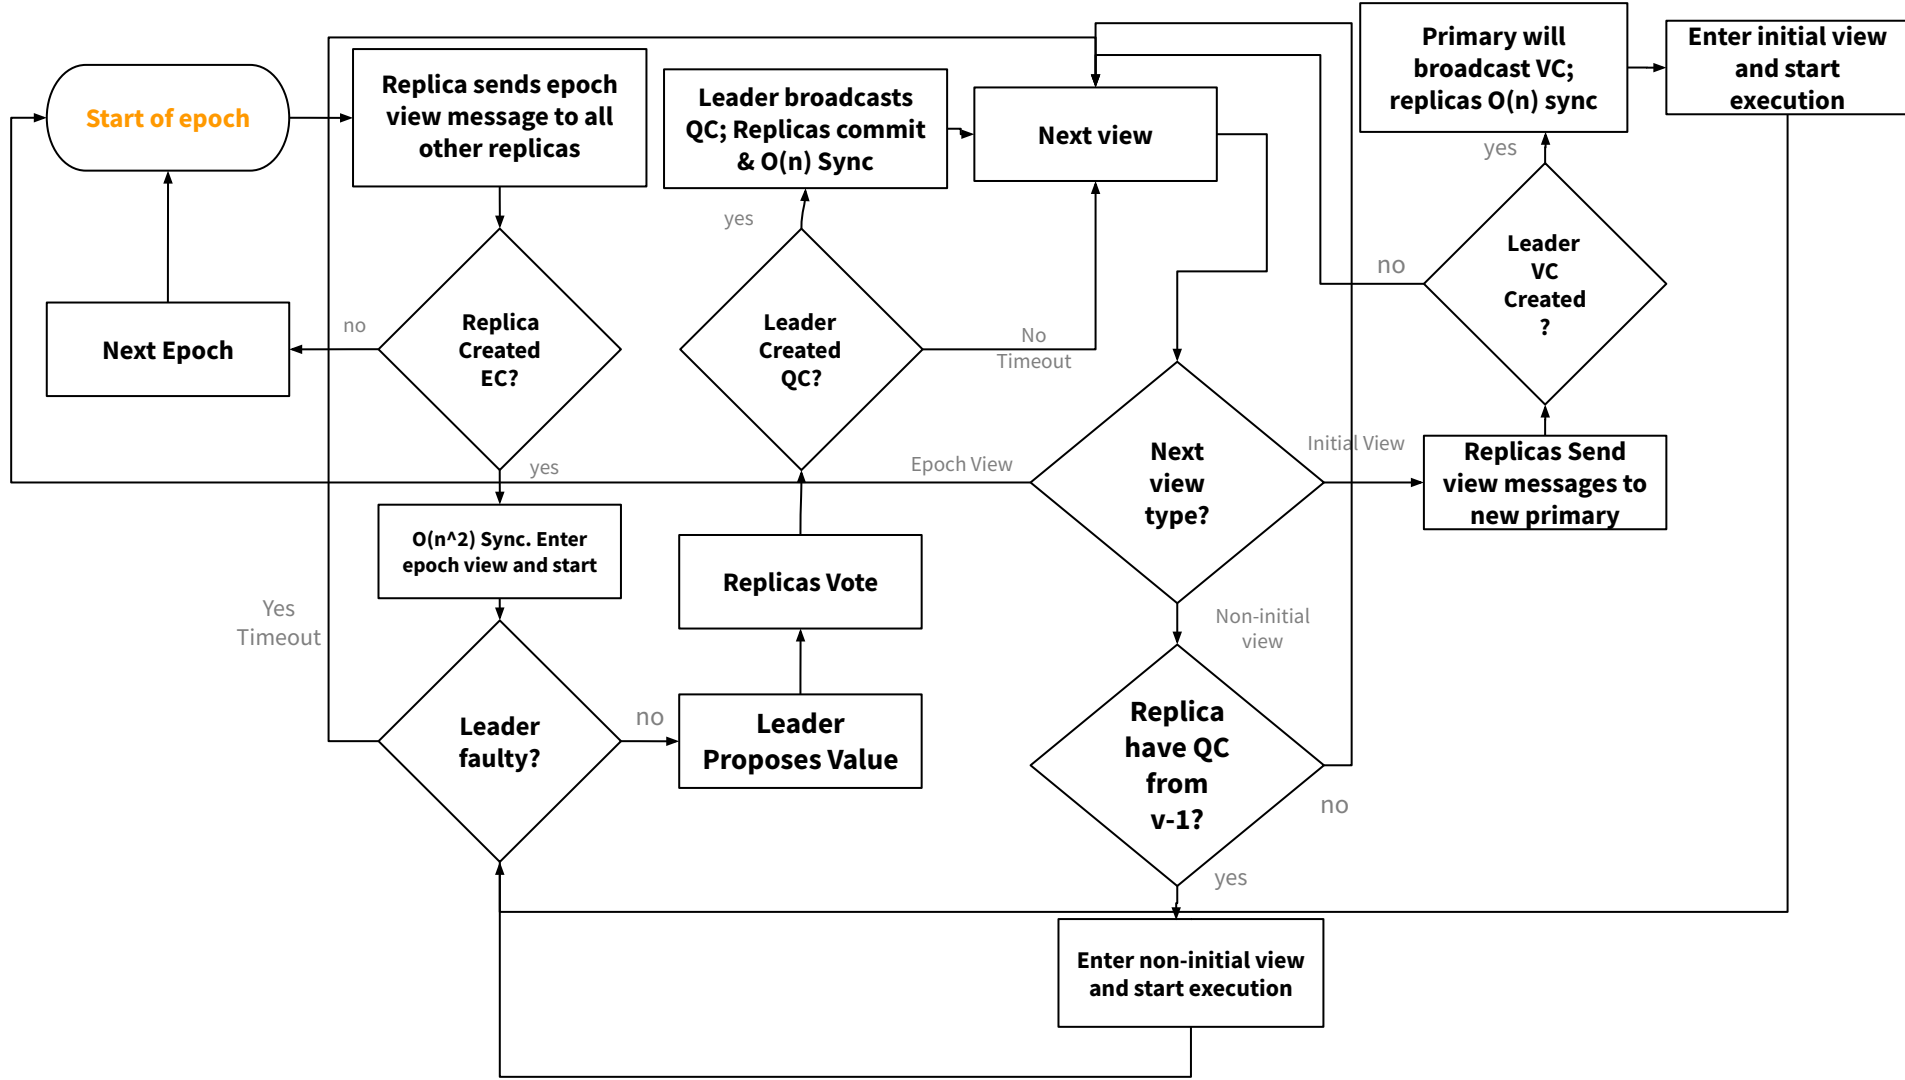 Start of epoch
Replica sends epoch
view message to all
other replicas
Leader broadcasts
QC; Replicas commit
& O(n) Sync
Next view
Primary will
broadcast VC;
replicas O(n) sync
Enter initial view
and start
execution
yes
yes
Leader
VC
Created
?
no
Next Epoch
no
Replica
Created
EC?
Leader
Created
QC?
No
Timeout
yes
Epoch View
Next
view
type?
Initial View
Replicas Send
view messages to
new primary
O(n^2) Sync. Enter
epoch view and start
Replicas Vote
Yes
Timeout
Non-initial
view
Leader
faulty?
no
Leader
Proposes Value
Replica
have QC
from
v-1?
no
yes
Enter non-initial view
and start execution